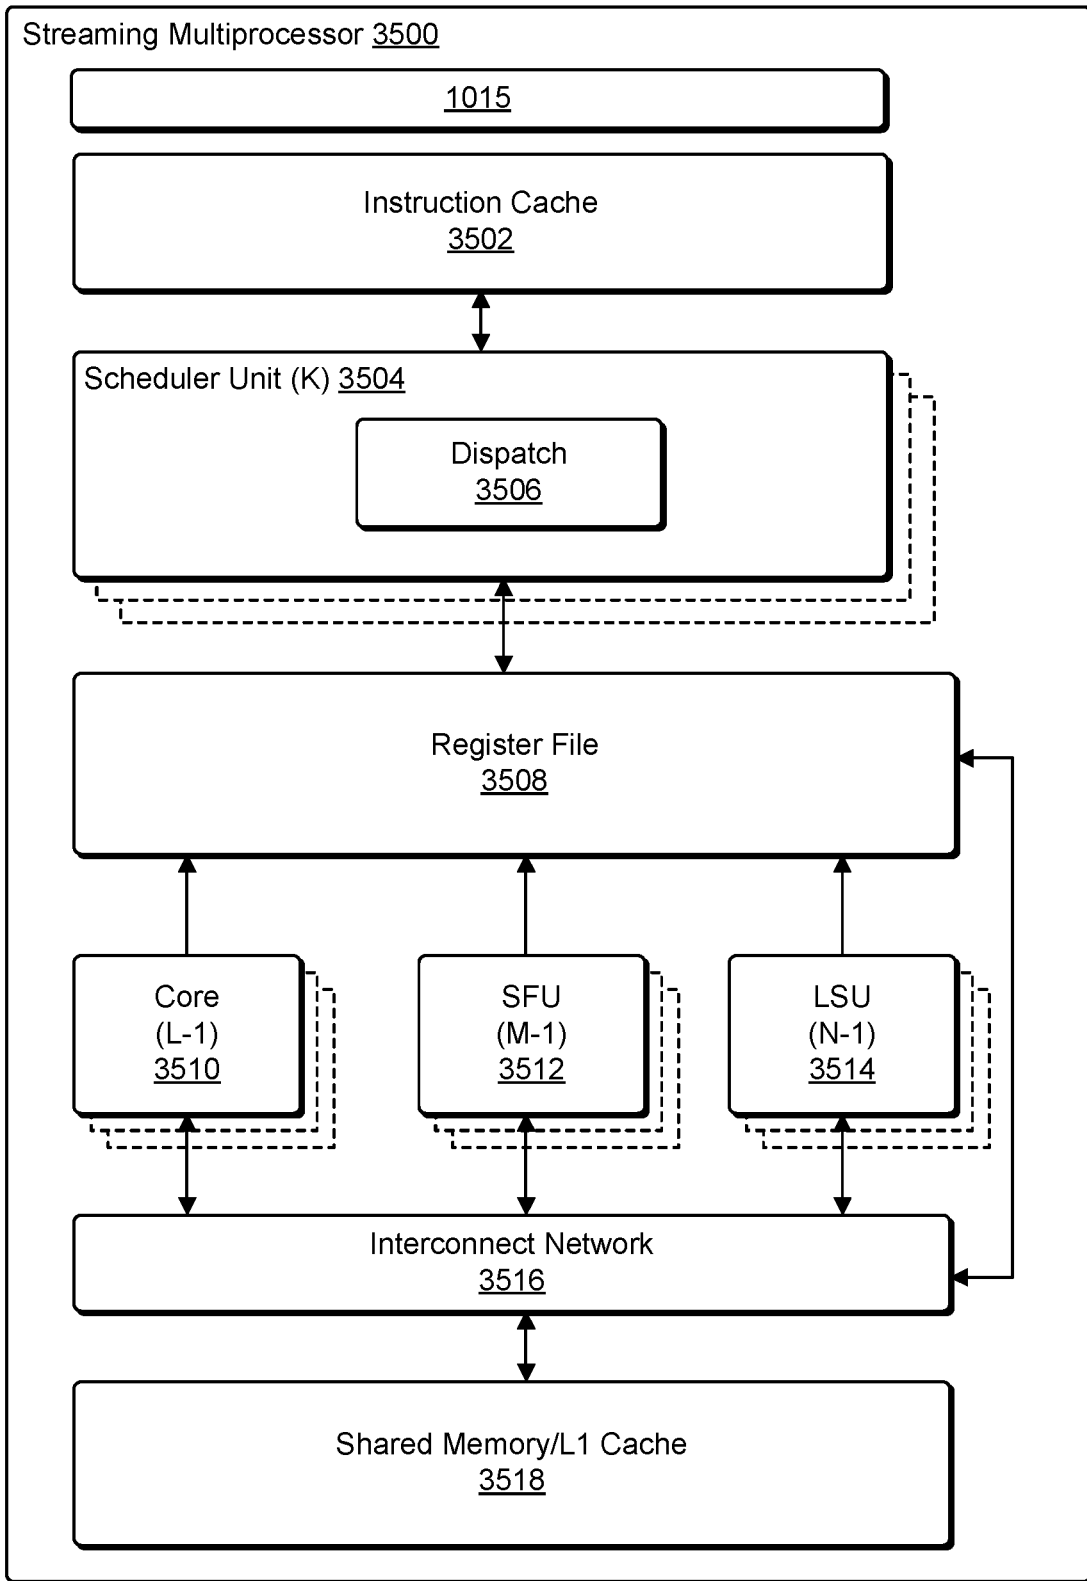 Streaming Multiprocessor 3500
1015
Instruction Cache
3502
Scheduler Unit (K) 3504
Dispatch
3506
Register File
3508
Core
(L-1)
3510
SFU
(M-1)
3512
LSU
(N-1)
3514
Interconnect Network
3516
Shared Memory/L1 Cache
3518